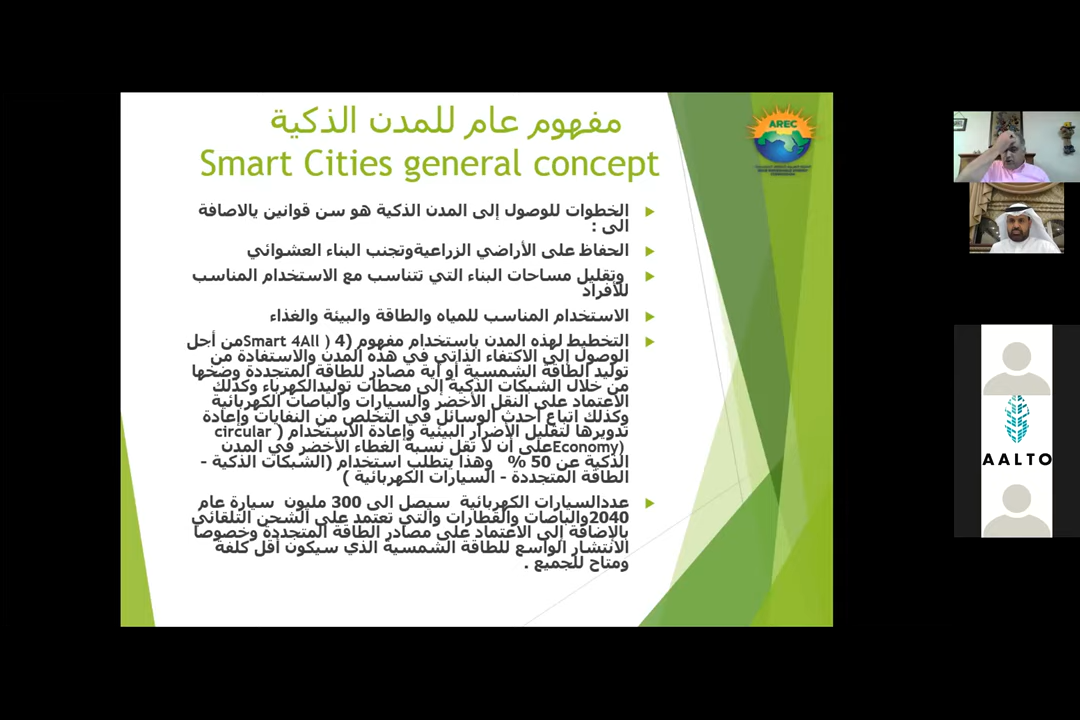 مفهوم عام للمدن الذكية
Smart Cities general concept
AREC
الخطوات للوصول إلى المدن الذكية هو سن قوانين يالاصافة
الى :
الحفاظ على الأراضي الزراعيةوتجنب البناء العشوائي
وتقليل مساحات البناء التي تتناسب مع الاستخدام المناسب
للأفراد
الاستخدام المناسب للمياه والطاقة والبيئة والغذاء
التخطيط لهذه المدن باستخدام مفهوم (4 Smart 4All )من أجل
الوصول إلى الاكتفاء الذاتي في هذه المدن والاستفادة من
توليد الطاقة الشمسية أو أية مصادر للطاقة المتجددة وضخها
من خلال الشبكات الذكية إلى محطات توليدالكهرباء وكذلك
الاعتماد على النقل الأخضر والسيارات والباصات الكهربائية
وكذلك اتباع أحدث الوسائل في التخلص من النفايات وإعادة
تدويرها لتقليل الأضرار البيئية وإعادة الاستخدام ( circular
Economy)على أن لا تقل نسبة الغطاء الأخضر في المدن
الذكية عن 50 % وهذا يتطلب استخدام (الشبكات الذكية -
الطاقة المتجددة - السيارات الكهربائية )
عددالسيارات الكهربائية سيصل الى 300 مليون سيارة عام
2040والباصات والقطارات والتي تعتمد على الشحن التلقائي
بالإضافة إلى الاعتماد على مصادر الطاقة المتجددة وخصوصا
الانتشار الواسع للطاقة الشمسية الذي سيكون أقل كلفة
ومتاح للجميع .
AALTO